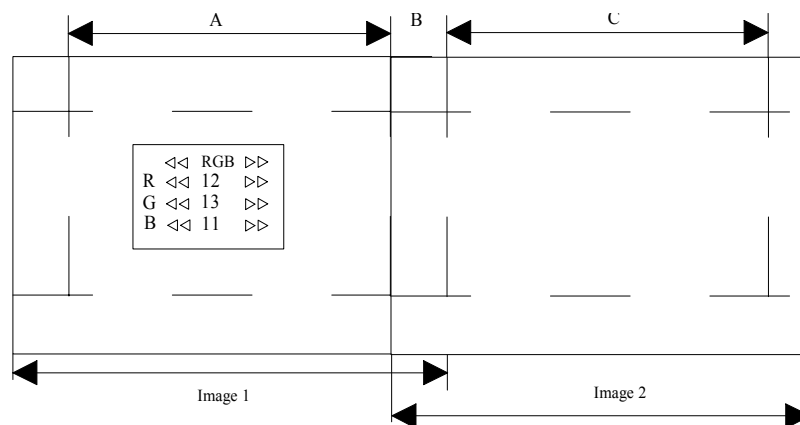 A B C
◁◁ RGB ▷▷
R ◁◁ 12 ▷▷
G ◁◁ 13 ▷▷
B ◁◁ 11 ▷▷
Image 1
Image 2